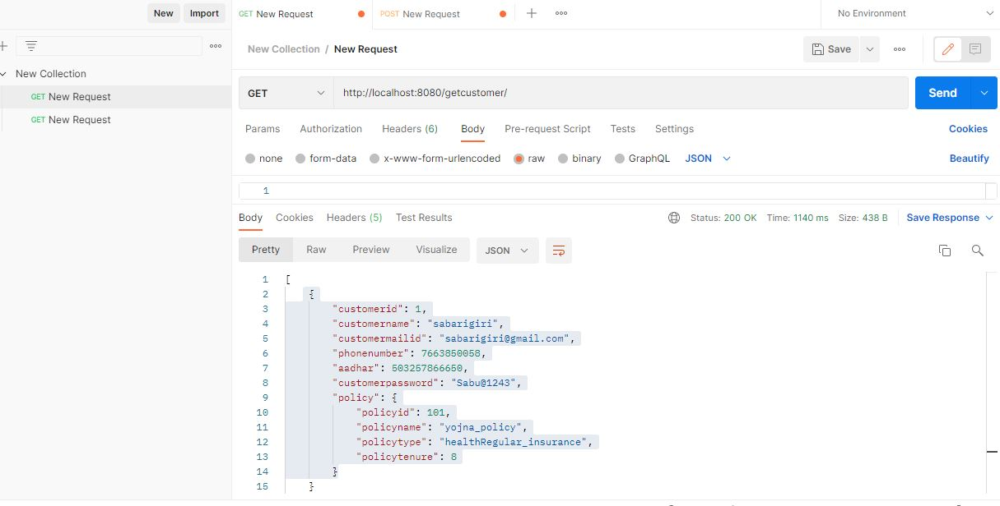 New Import
GET New Request POST New Request No Environment
New Collection / New Request Save
New Collection
GET New Request
GET New Request
GET http://localhost:8080/getcustomer/ Send
Params Authorization Headers (6) Body Pre-request Script Tests Settings Cookies
none form-data x-www-form-urlencoded raw binary GraphQL JSON Beautify
1
Body Cookies Headers (5) Test Results Status: 200 OK Time: 1140 ms Size: 438 B Save Response
Pretty Raw Preview Visualize JSON
1 [
2 {
3 "customerid": 1,
4 "customername": "sabarigiri",
5 "customermailid": "sabarigiri@gmail.com",
6 "phonenumber": 7663850058,
7 "aadhar": 503257866650,
8 "customerpassword": "Sabu@1243",
9 "policy": {
10 "policyid": 101,
11 "policyname": "yojna_policy",
12 "policytype": "healthRegular_insurance",
13 "policytenure": 8
14 }
15 }